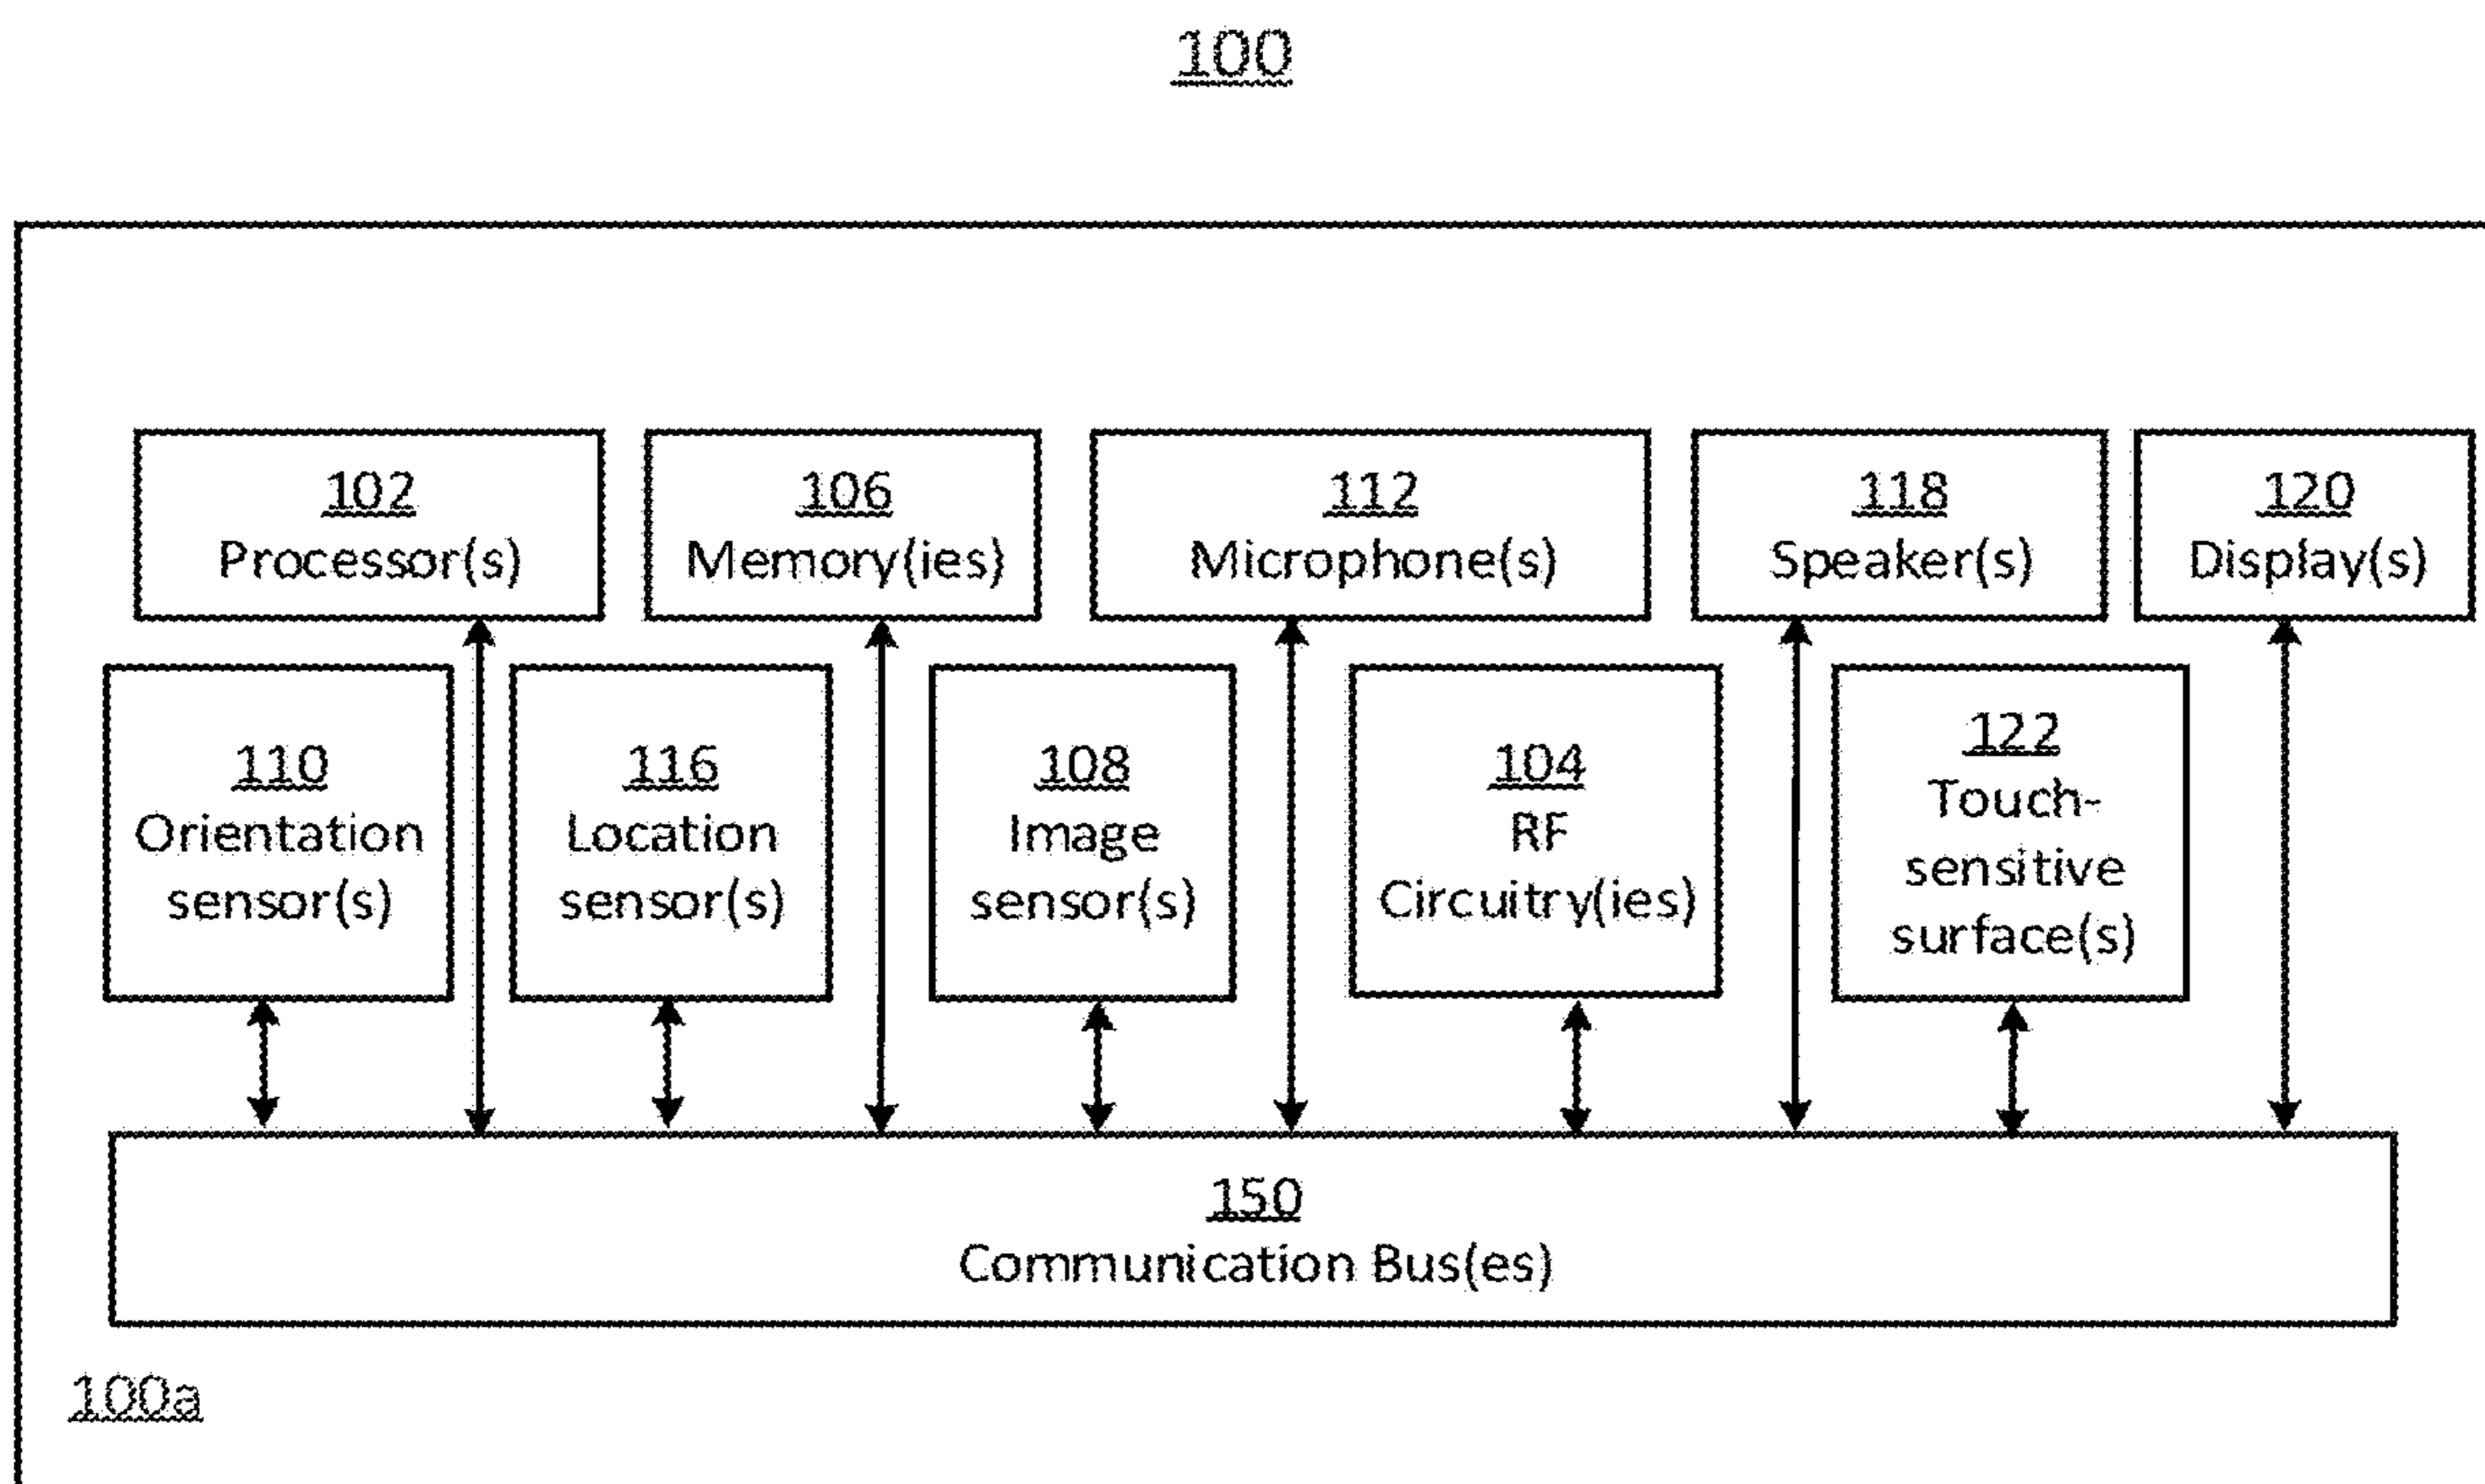 100
102
Processor(s)
106
Memory(ies)
112
Microphone(s)
118
Speaker(s)
120
Display(s)
110
Orientation
sensor(s)
116
Location
sensor(s)
108
Image
sensor(s)
104
RF
Circuitry(ies)
122
Touch-
sensitive
surface(s)
150
Communication Bus(es)
100a